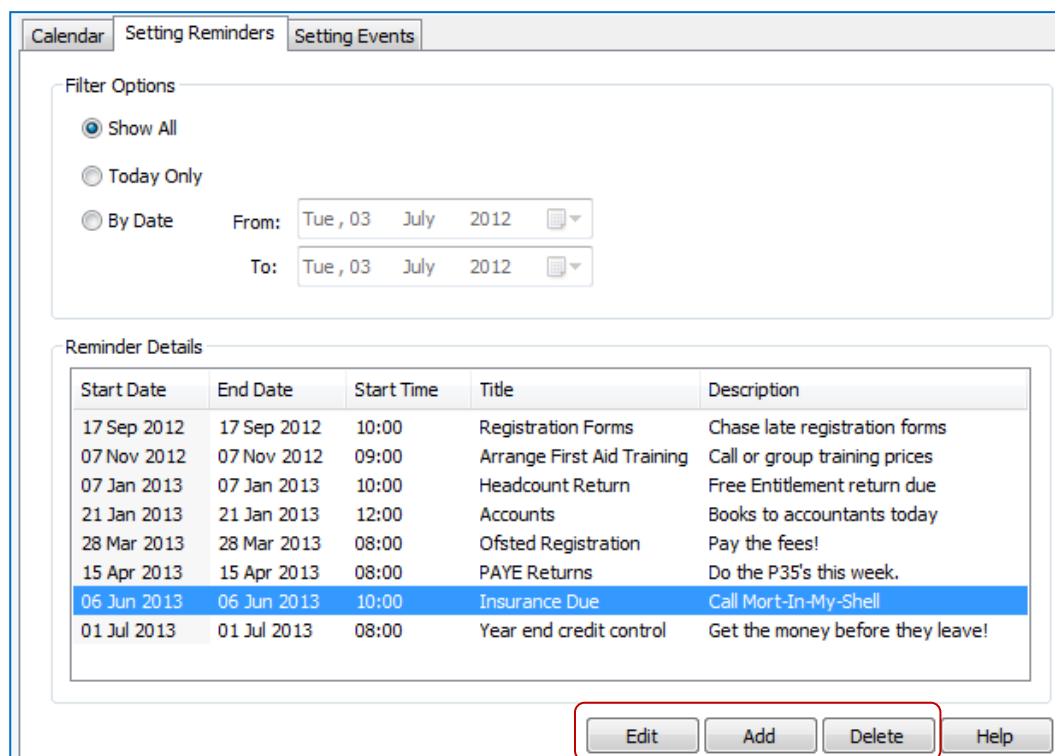 Calendar Setting Reminders Setting Events
Filter Options
Show All
Today Only
By Date From: Tue , 03 July 2012
To: Tue , 03 July 2012
Reminder Details
Start Date End Date Start Time Title Description
17 Sep 2012 17 Sep 2012 10:00 Registration Forms Chase late registration forms
07 Nov 2012 07 Nov 2012 09:00 Arrange First Aid Training Call or group training prices
07 Jan 2013 07 Jan 2013 10:00 Headcount Return Free Entitlement return due
21 Jan 2013 21 Jan 2013 12:00 Accounts Books to accountants today
28 Mar 2013 28 Mar 2013 08:00 Ofsted Registration Pay the fees!
15 Apr 2013 15 Apr 2013 08:00 PAYE Returns Do the P35's this week.
06 Jun 2013 06 Jun 2013 10:00 Insurance Due Call Mort-In-My-Shell
01 Jul 2013 01 Jul 2013 08:00 Year end credit control Get the money before they leave!
Edit Add Delete Help